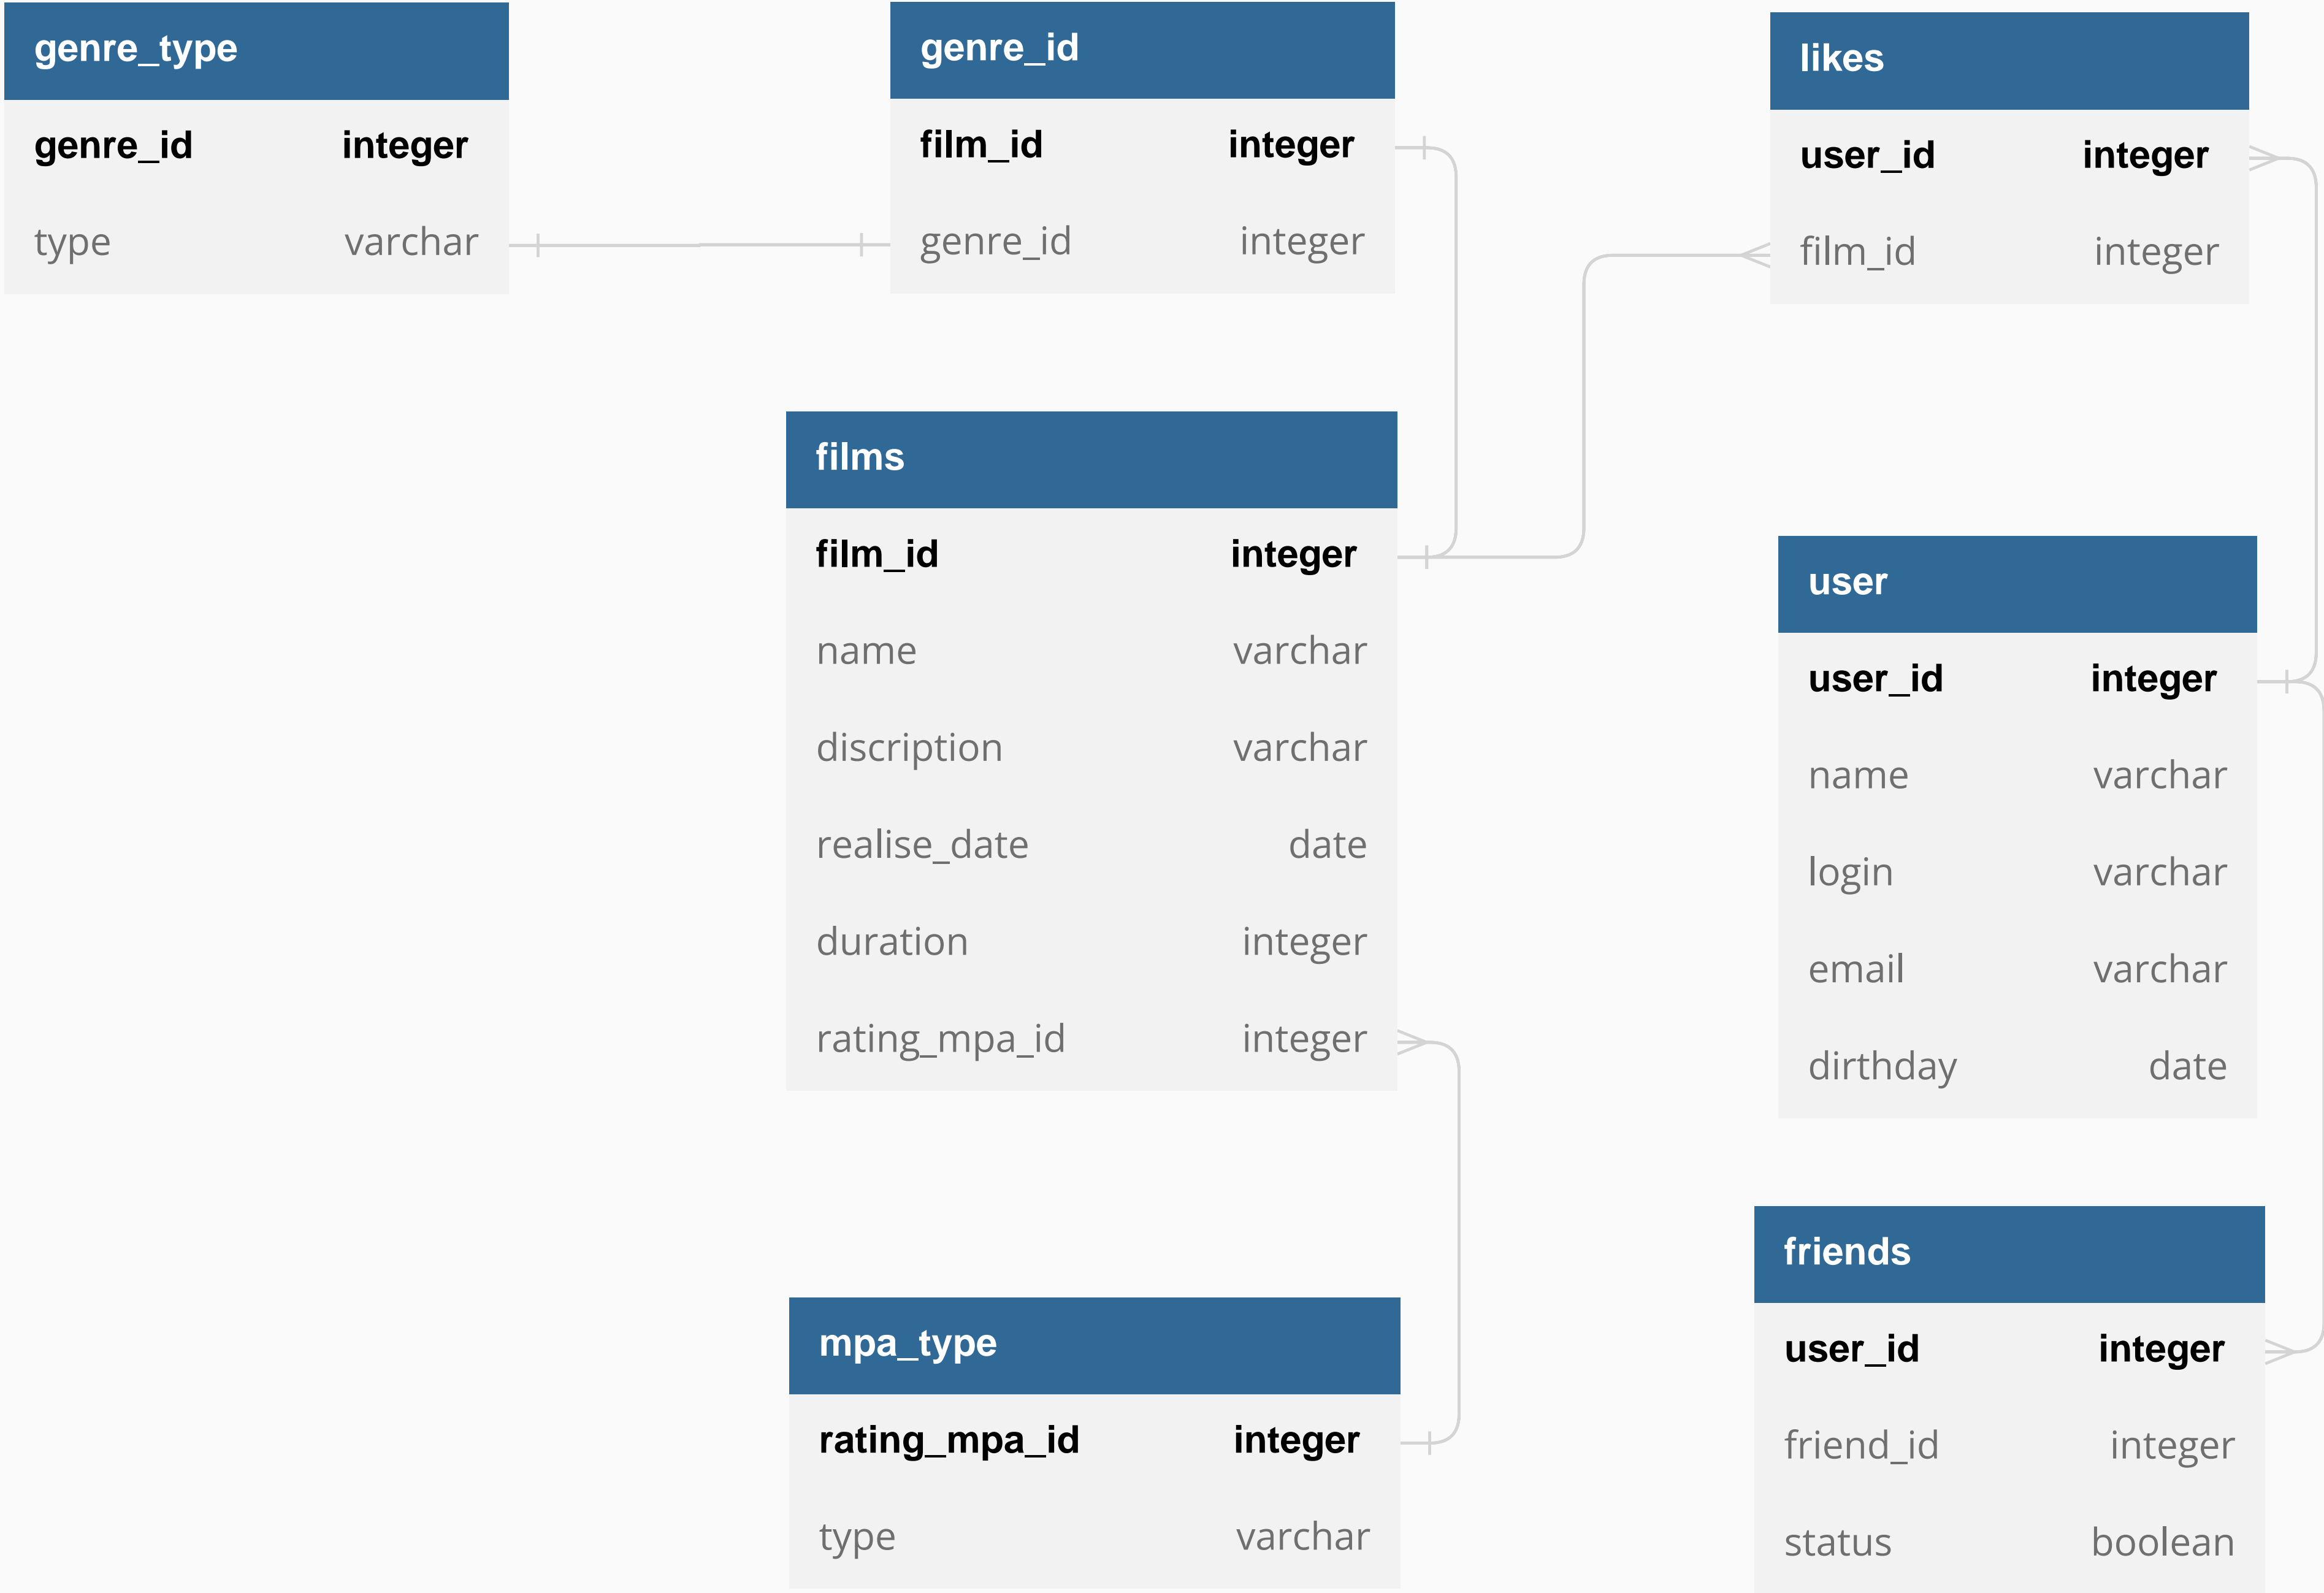 genre_type
genre_id integer
type varchar
genre_id
film_id integer
genre_id integer
likes
user_id integer
film_id integer
films
film_id integer
name varchar
discription varchar
realise_date date
duration integer
rating_mpa_id integer
user
user_id integer
name varchar
login varchar
email varchar
dirthday date
mpa_type
rating_mpa_id integer
type varchar
friends
user_id integer
friend_id integer
status boolean